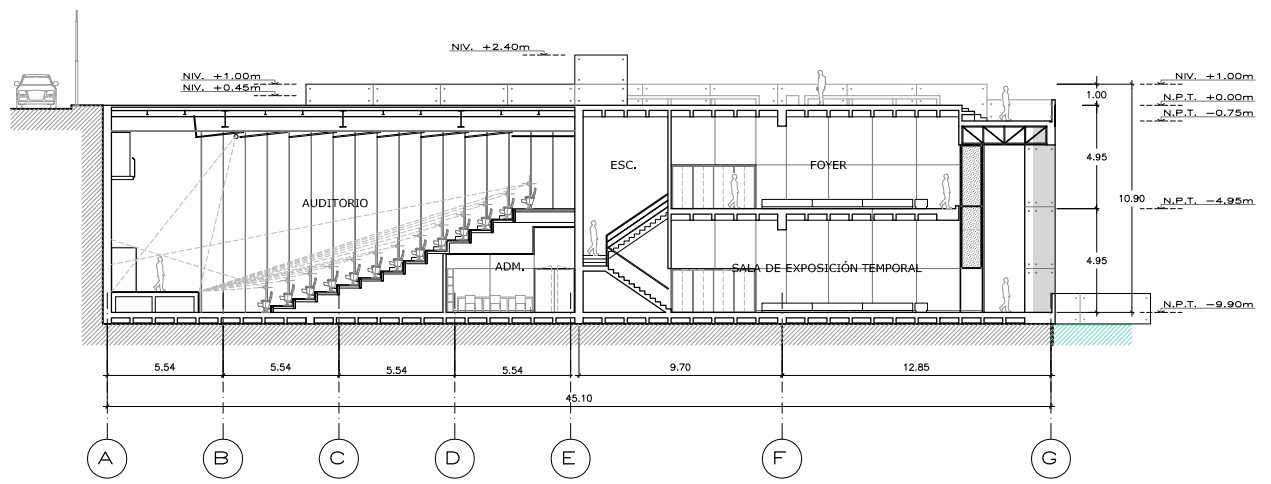 NIV. +2.40m
NIV. +1.00m
NIV. +0.45m
NIV. +1.00m
1.00
N.P.T. +0.00m
N.P.T. -0.75m
ESC.
FOYER
4.95
AUDITORIO
10.90
N.P.T. -4.95m
ADM.
SALA DE EXPOSICIÓN TEMPORAL
4.95
N.P.T. -9.90m
5.54
5.54
5.54
5.54
9.70
12.85
45.10
A
B
C
D
E
F
G